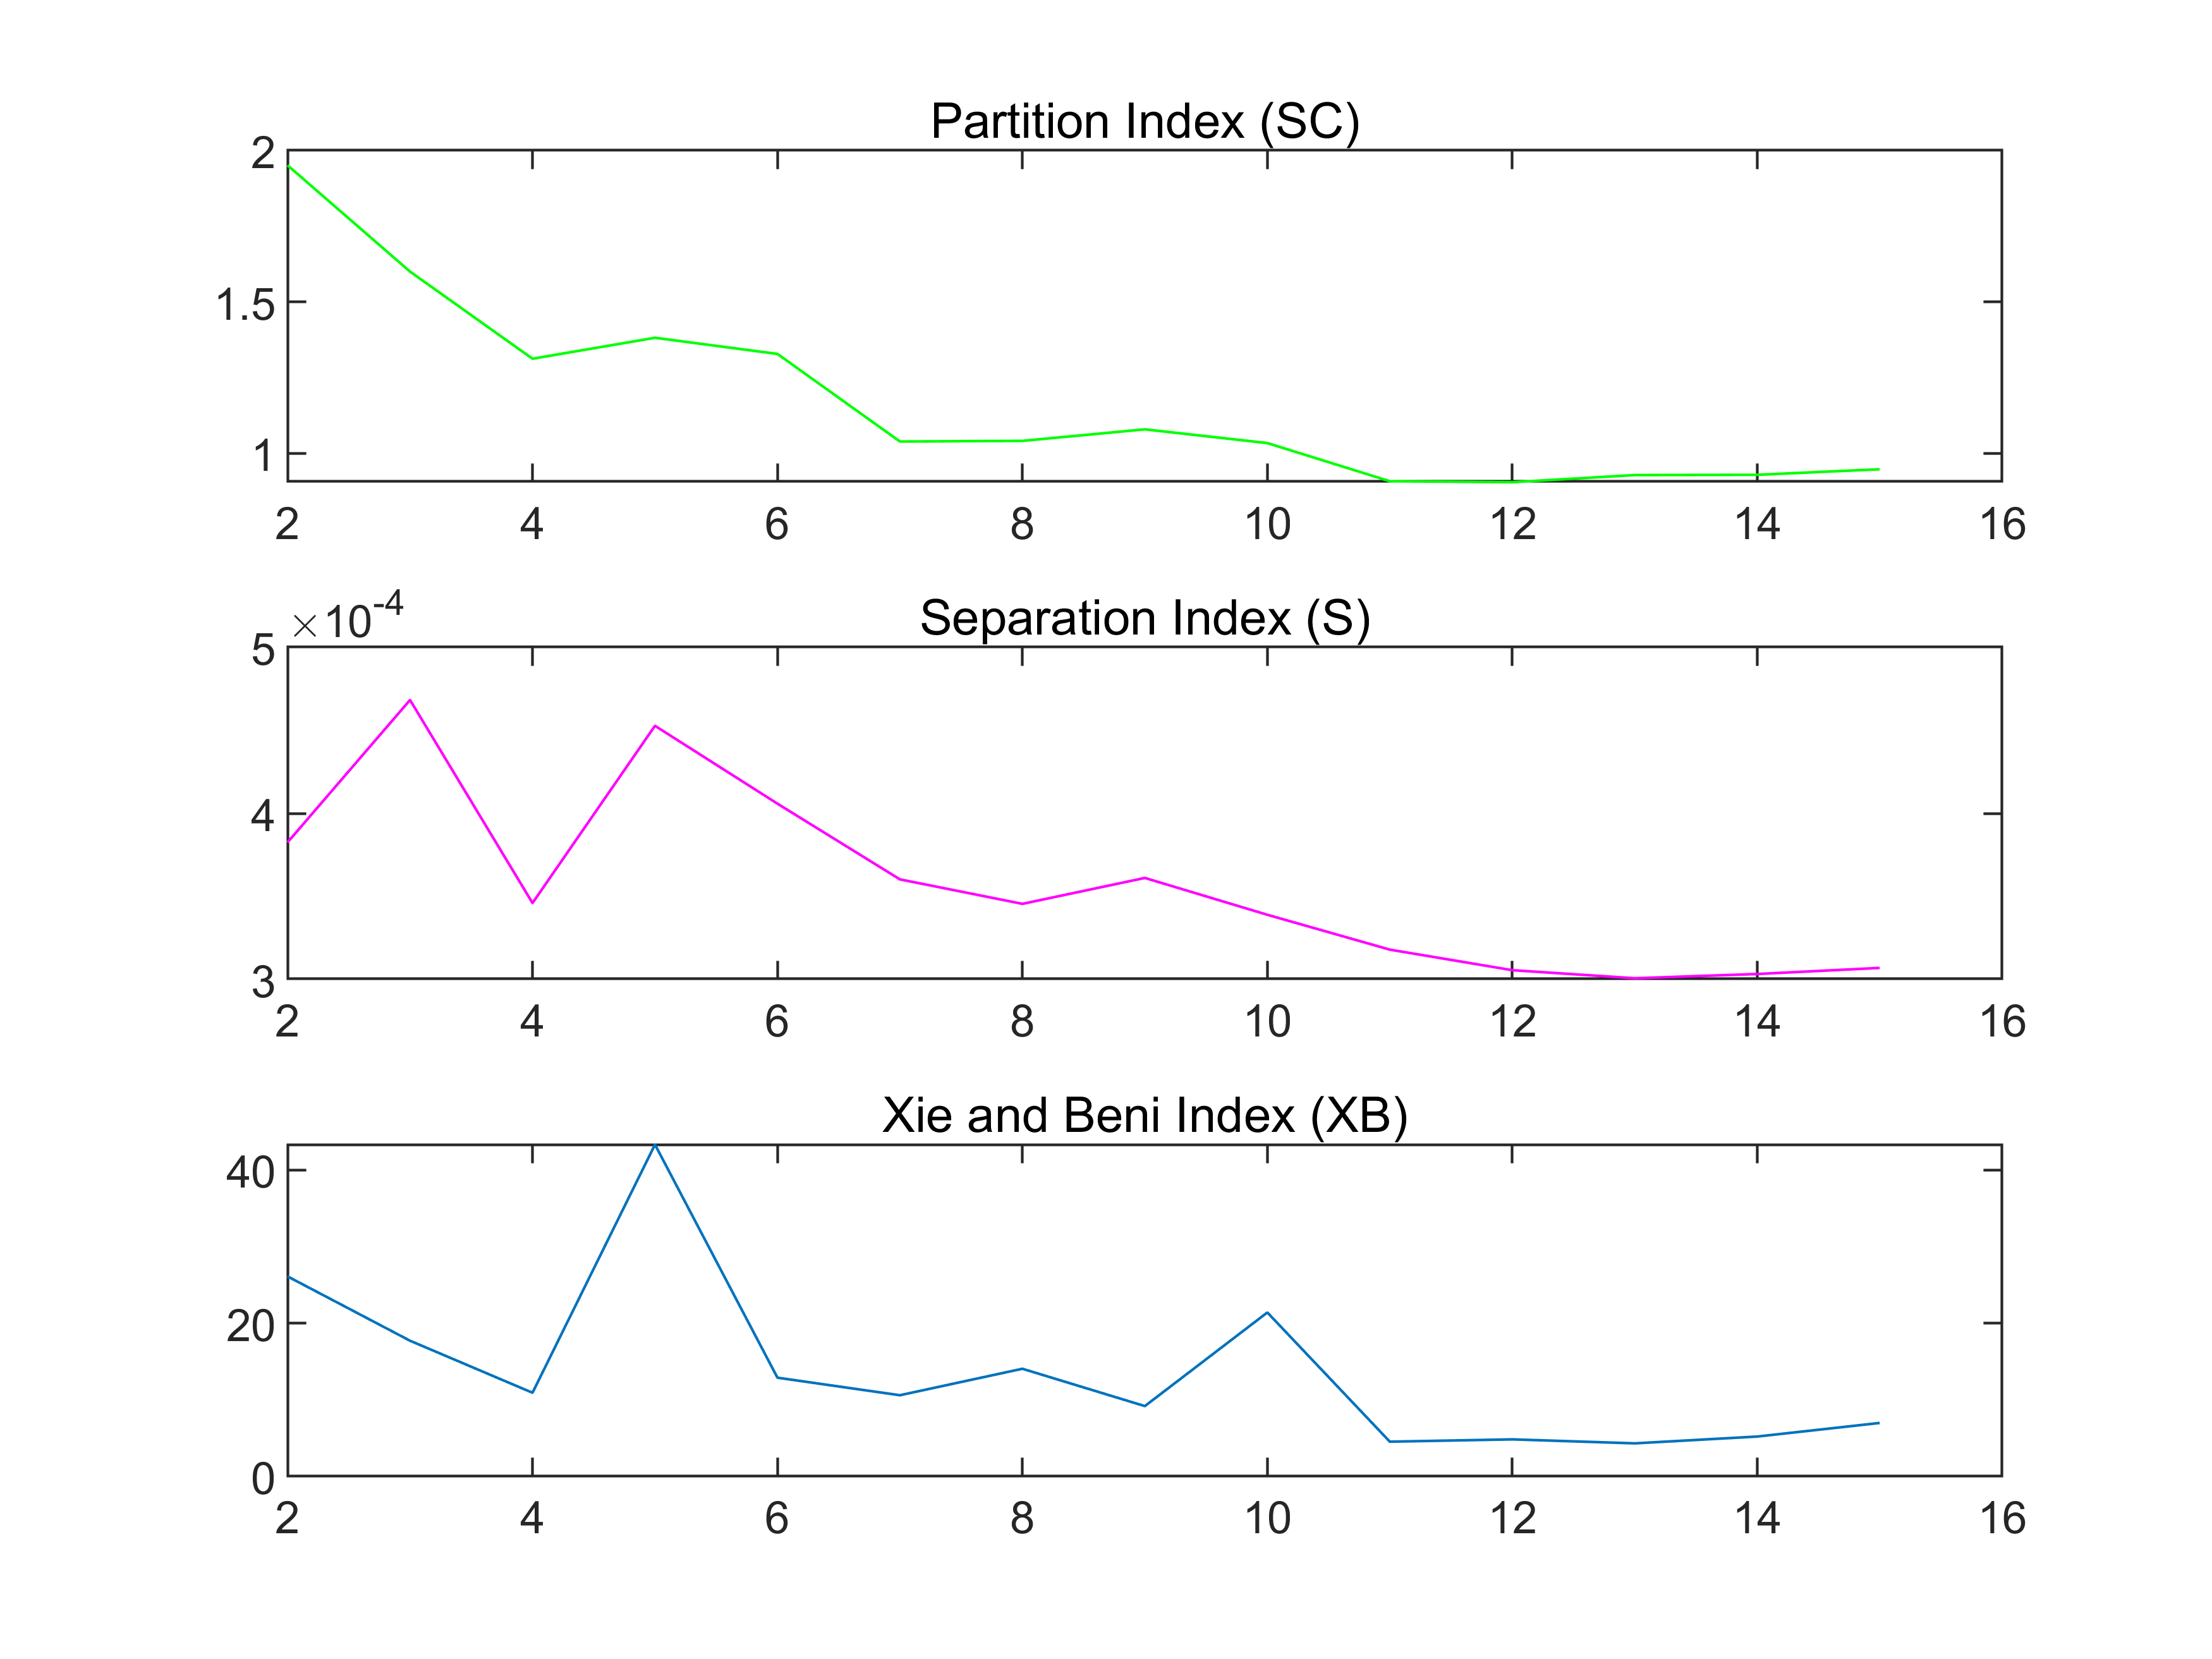 Partition Index (SC)
2
1.5
1
2 4 6 8 10 12 14 16
×10-4
Separation Index (S)
5
4
3
2 4 6 8 10 12 14 16
Xie and Beni Index (XB)
40
20
0
2 4 6 8 10 12 14 16